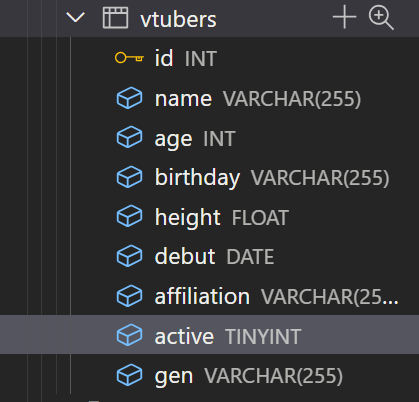 vtubers
id INT
name VARCHAR(255)
age INT
birthday VARCHAR(255)
height FLOAT
debut DATE
affiliation VARCHAR(25...
active TINYINT
gen VARCHAR(255)